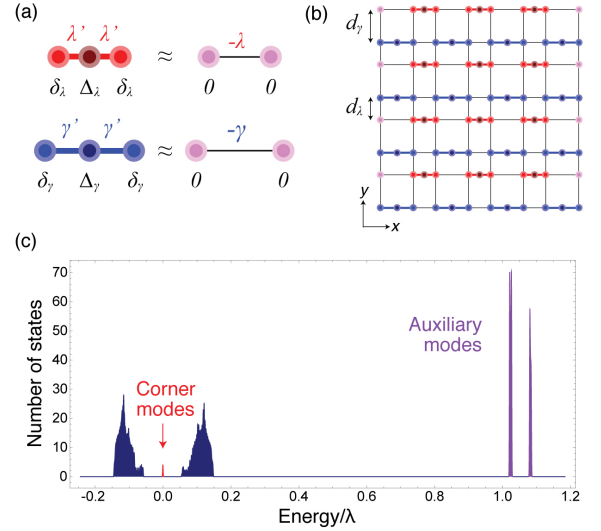 (a)
λ' λ'
≈
-λ
δλ Δλ δλ
0 0
γ' γ'
≈
-γ
δγ Δγ δγ
0 0
(b)
dγ
dλ
y
x
(c)
Number of states
70
60
50
40
30
20
10
0
Corner
modes
Auxiliary
modes
-0.2 0.0 0.2 0.4 0.6 0.8 1.0 1.2
Energy/λ